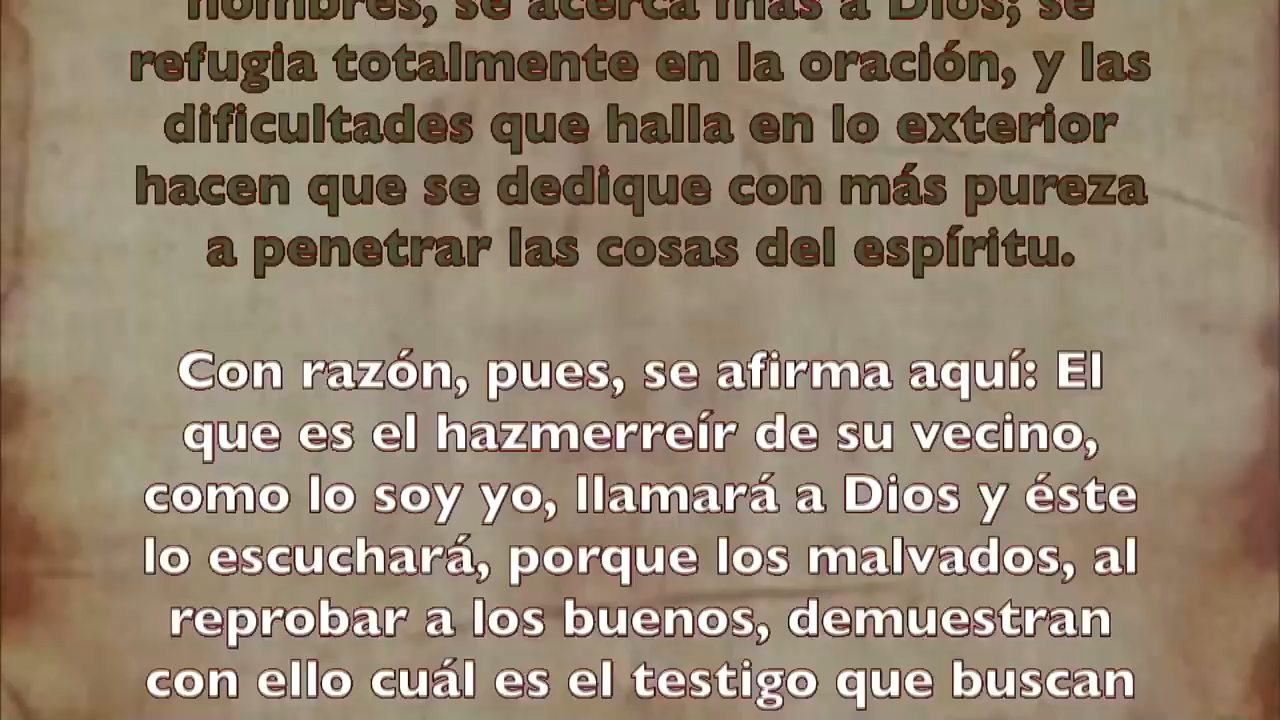 hombres, se acerca más a Dios; se
refugia totalmente en la oración, y las
dificultades que halla en lo exterior
hacen que se dedique con más pureza
a penetrar las cosas del espíritu.
Con razón, pues, se afirma aquí: El
que es el hazmerreír de su vecino,
como lo soy yo, llamará a Dios y éste
lo escuchará, porque los malvados, al
reprobar a los buenos, demuestran
con ello cuál es el testigo que buscan